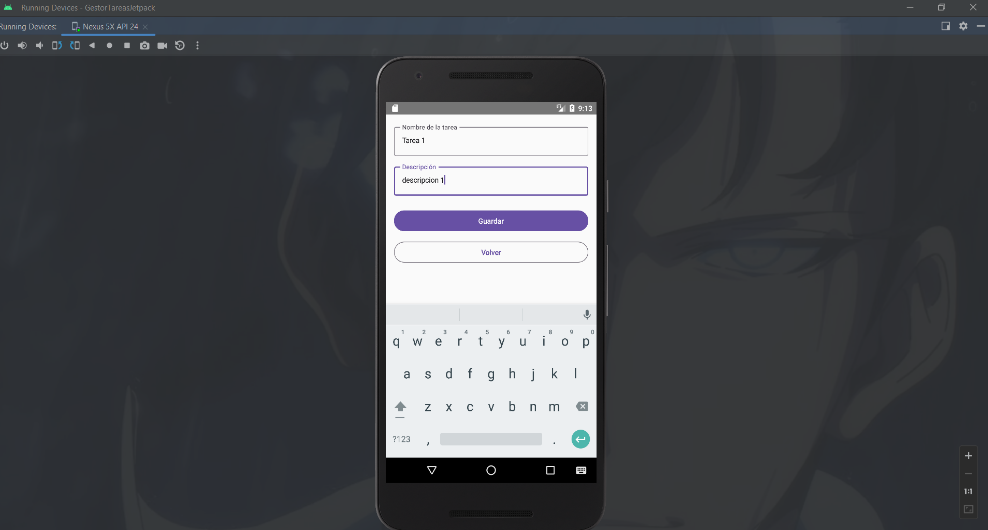 Running Devices - GestorTareasJetpack
Running Devices: Nexus 5X API 24
9:13
Nombre de la tarea
Tarea 1
Descripción
descripcion 1
Guardar
Volver
1 2 3 4 5 6 7 8 9 0
q w e r t y u i o p
a s d f g h j k l
z x c v b n m
?123 , .
1:1